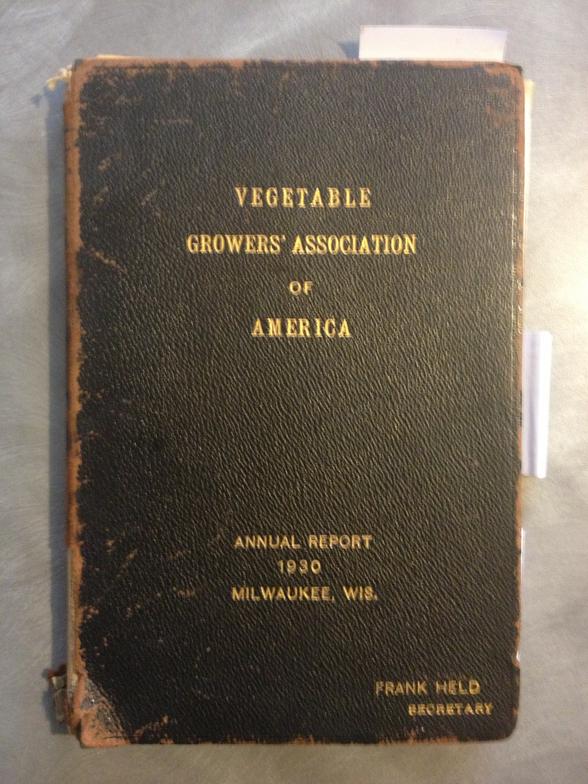 VEGETABLE
GROWERS' ASSOCIATION
OF
AMERICA
ANNUAL REPORT
1930
MILWAUKEE, WIS.
FRANK HELD
SECRETARY